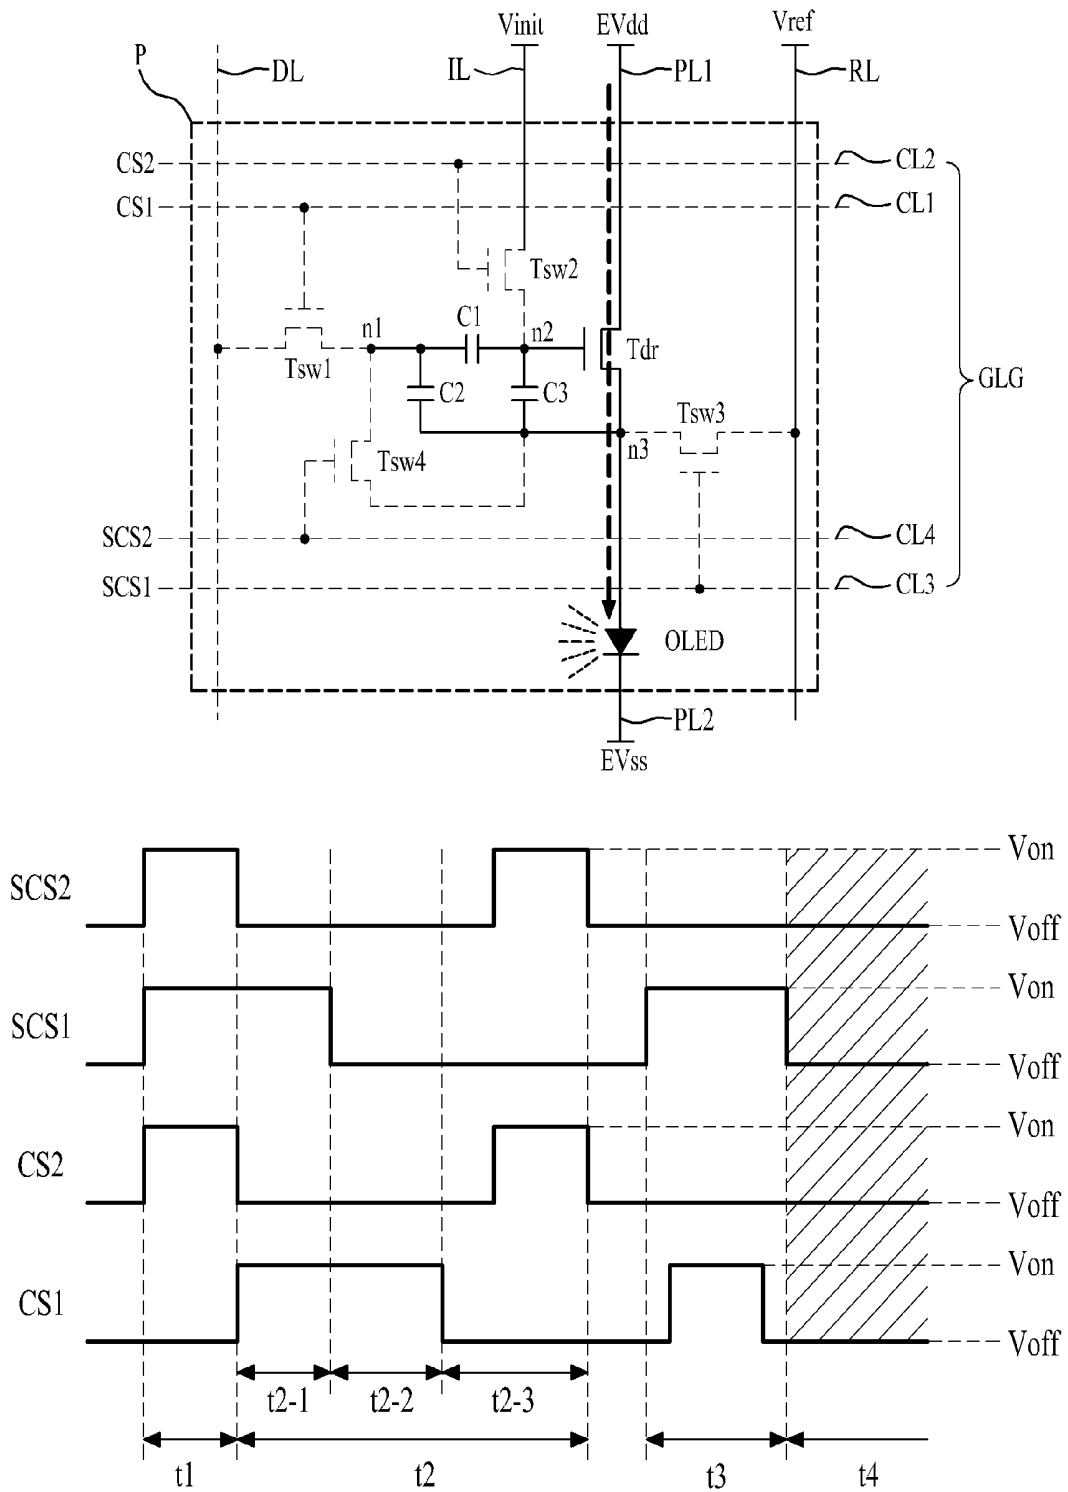 Vinit EVdd Vref
P DL IL PL1 RL
CS2 CL2
CS1 CL1
Tsw2
C1
n1 n2 Tdr
Tsw1
C2 C3 GLG
Tsw3
n3
Tsw4
SCS2 CL4
SCS1 CL3
OLED
PL2
EVss
Von
SCS2
Voff
Von
SCS1
Voff
Von
CS2
Voff
Von
CS1
Voff
t2-1 t2-2 t2-3
t1 t2 t3 t4